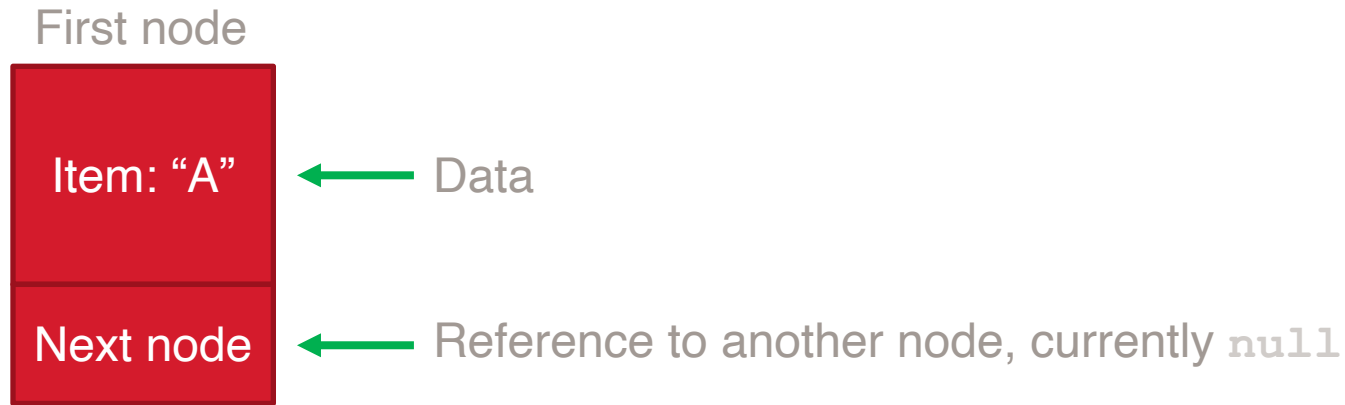 First node
Item: “A”
Data
Next node
Reference to another node, currently null